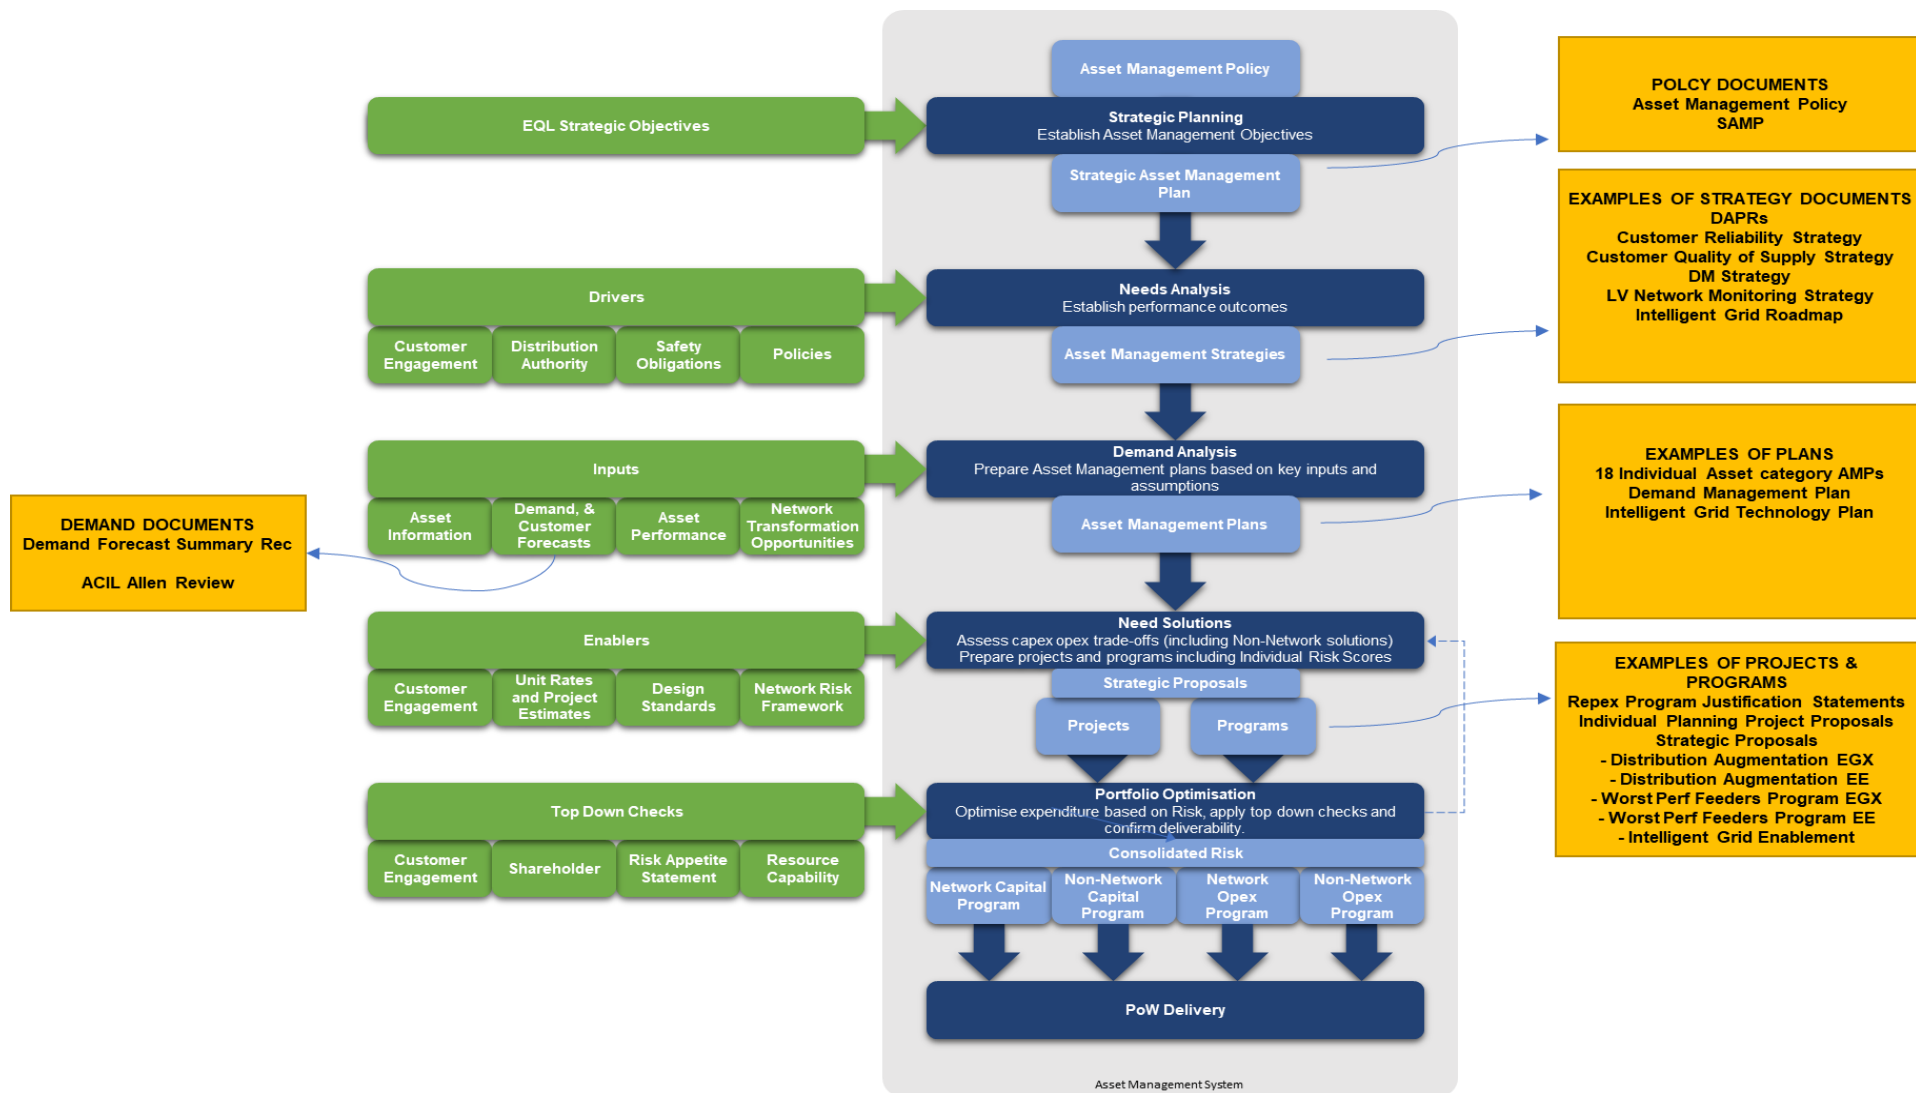 Asset Management Policy
EQL Strategic Objectives
Strategic Planning
Establish Asset Management Objectives
Strategic Asset Management
Plan
POLCY DOCUMENTS
Asset Management Policy
SAMP
Drivers
Customer
Engagement
Distribution
Authority
Safety
Obligations
Policies
Needs Analysis
Establish performance outcomes
Asset Management Strategies
EXAMPLES OF STRATEGY DOCUMENTS
DAPRs
Customer Reliability Strategy
Customer Quality of Supply Strategy
DM Strategy
LV Network Monitoring Strategy
Intelligent Grid Roadmap
Inputs
Asset
Information
Demand, &
Customer
Forecasts
Asset
Performance
Network
Transformation
Opportunities
DEMAND DOCUMENTS
Demand Forecast Summary Rec
ACIL Allen Review
Demand Analysis
Prepare Asset Management plans based on key inputs and
assumptions
Asset Management Plans
EXAMPLES OF PLANS
18 Individual Asset category AMPs
Demand Management Plan
Intelligent Grid Technology Plan
Enablers
Customer
Engagement
Unit Rates
and Project
Estimates
Design
Standards
Network Risk
Framework
Need Solutions
Assess capex opex trade-offs (including Non-Network solutions)
Prepare projects and programs including Individual Risk Scores
Strategic Proposals
Projects
Programs
EXAMPLES OF PROJECTS &
PROGRAMS
Repex Program Justification Statements
Individual Planning Project Proposals
Strategic Proposals
- Distribution Augmentation EGX
- Distribution Augmentation EE
- Worst Perf Feeders Program EGX
- Worst Perf Feeders Program EE
- Intelligent Grid Enablement
Top Down Checks
Customer
Engagement
Shareholder
Risk Appetite
Statement
Resource
Capability
Portfolio Optimisation
Optimise expenditure based on Risk, apply top down checks and
confirm deliverability.
Consolidated Risk
Network Capital
Program
Non-Network
Capital
Program
Network
Opex
Program
Non-Network
Opex
Program
PoW Delivery
Asset Management System